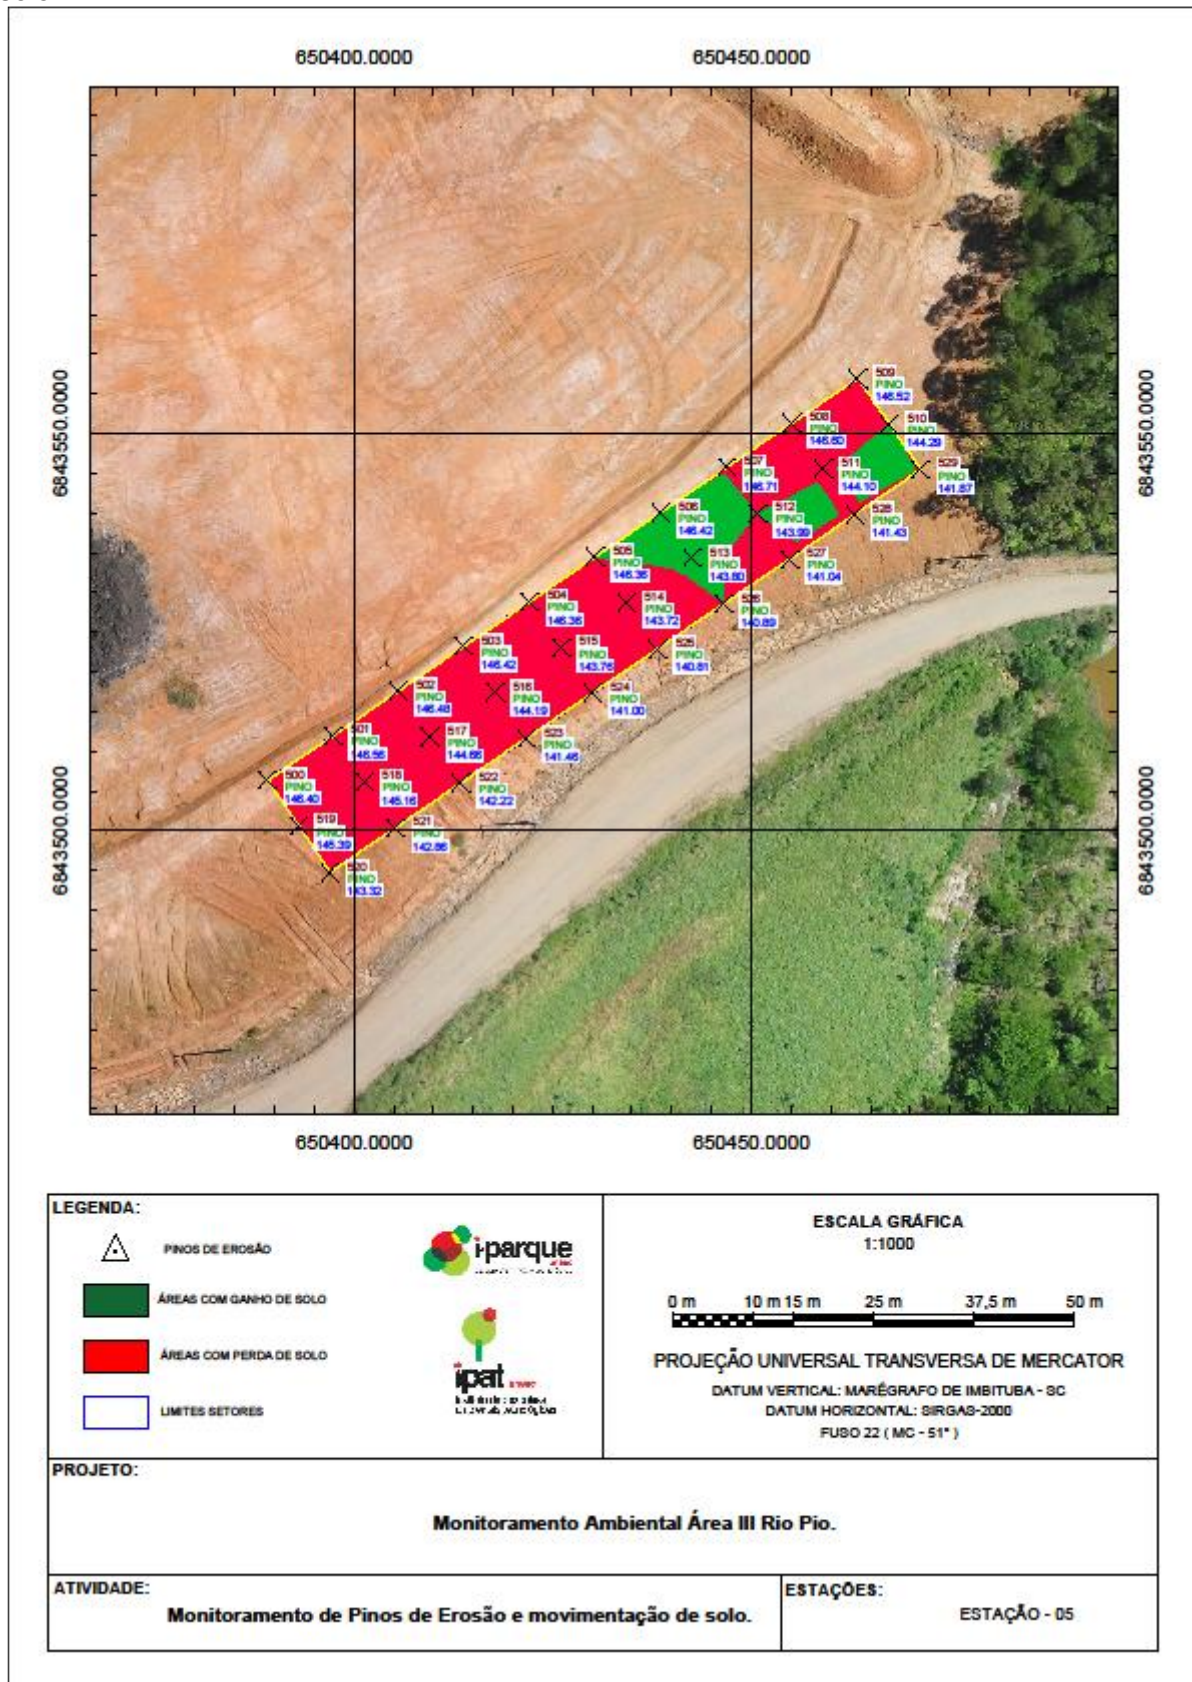 650400.0000 650450.0000
6843550.0000 6843550.0000
6843500.0000 6843500.0000
509
PINO
146.52
508
PINO
146.60
510
PINO
144.29
507
PINO
146.71
511
PINO
144.10
529
PINO
141.87
506
PINO
146.42
512
PINO
143.99
528
PINO
141.43
505
PINO
146.36
513
PINO
143.80
527
PINO
141.04
504
PINO
146.36
514
PINO
143.72
526
PINO
140.89
503
PINO
146.42
515
PINO
143.76
525
PINO
140.81
502
PINO
146.48
516
PINO
144.19
524
PINO
141.00
501
PINO
146.56
517
PINO
144.66
523
PINO
141.46
500
PINO
146.40
518
PINO
145.16
522
PINO
142.22
519
PINO
145.39
521
PINO
142.86
520
PINO
143.32
650400.0000 650450.0000
LEGENDA:
PINOS DE EROSÃO
ÁREAS COM GANHO DE SOLO
ÁREAS COM PERDA DE SOLO
LIMITES SETORES
i-parque
ipat
ESCALA GRÁFICA
1:1000
0 m 10 m 15 m 25 m 37,5 m 50 m
PROJEÇÃO UNIVERSAL TRANSVERSA DE MERCATOR
DATUM VERTICAL: MARÉGRAFO DE IMBITUBA - SC
DATUM HORIZONTAL: SIRGAS-2000
FUSO 22 ( MC - 51° )
PROJETO:
Monitoramento Ambiental Área III Rio Pio.
ATIVIDADE:
Monitoramento de Pinos de Erosão e movimentação de solo.
ESTAÇÕES:
ESTAÇÃO - 05